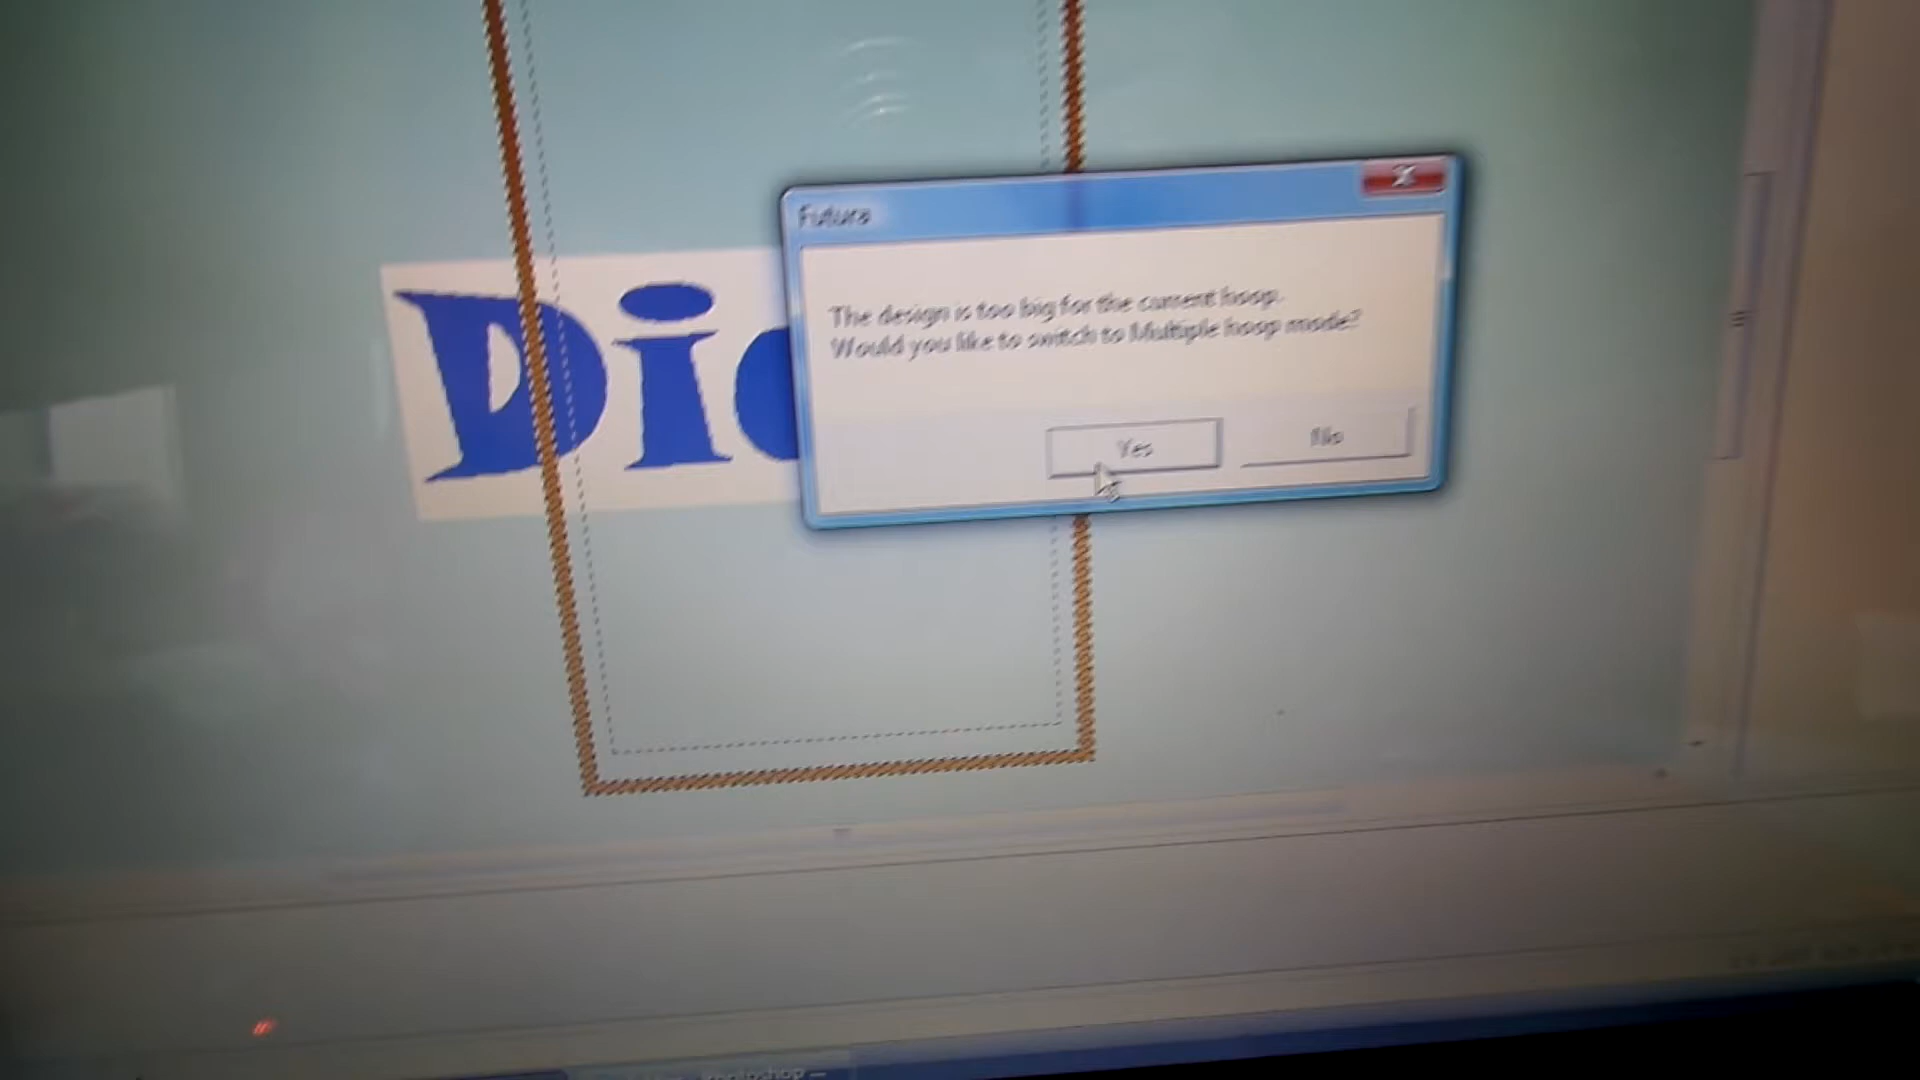 Futura
The design is too big for the current hoop.
Would you like to switch to Multiple hoop mode?
Yes
No
Dic
Photoshop